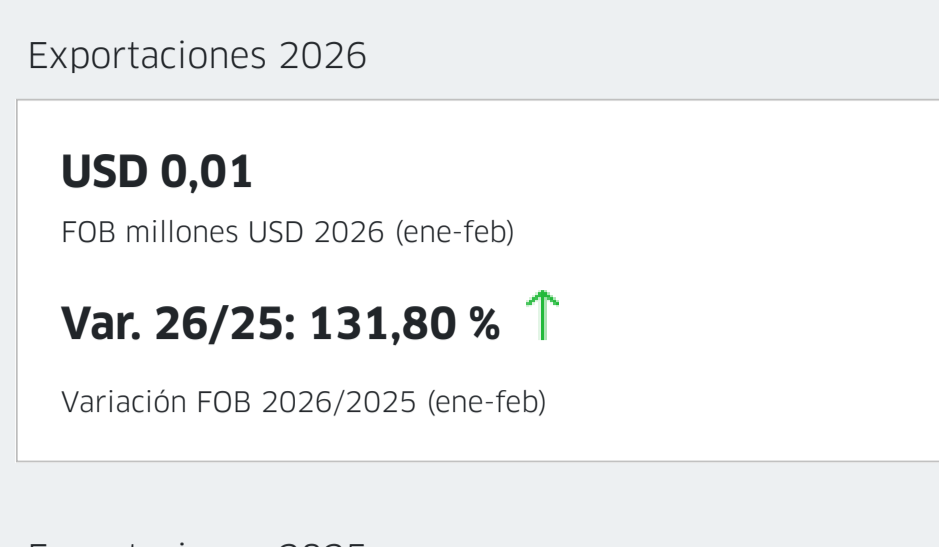 Exportaciones 2026
USD 0,01
FOB millones USD 2026 (ene-feb)
Var. 26/25: 131,80 %
Variación FOB 2026/2025 (ene-feb)